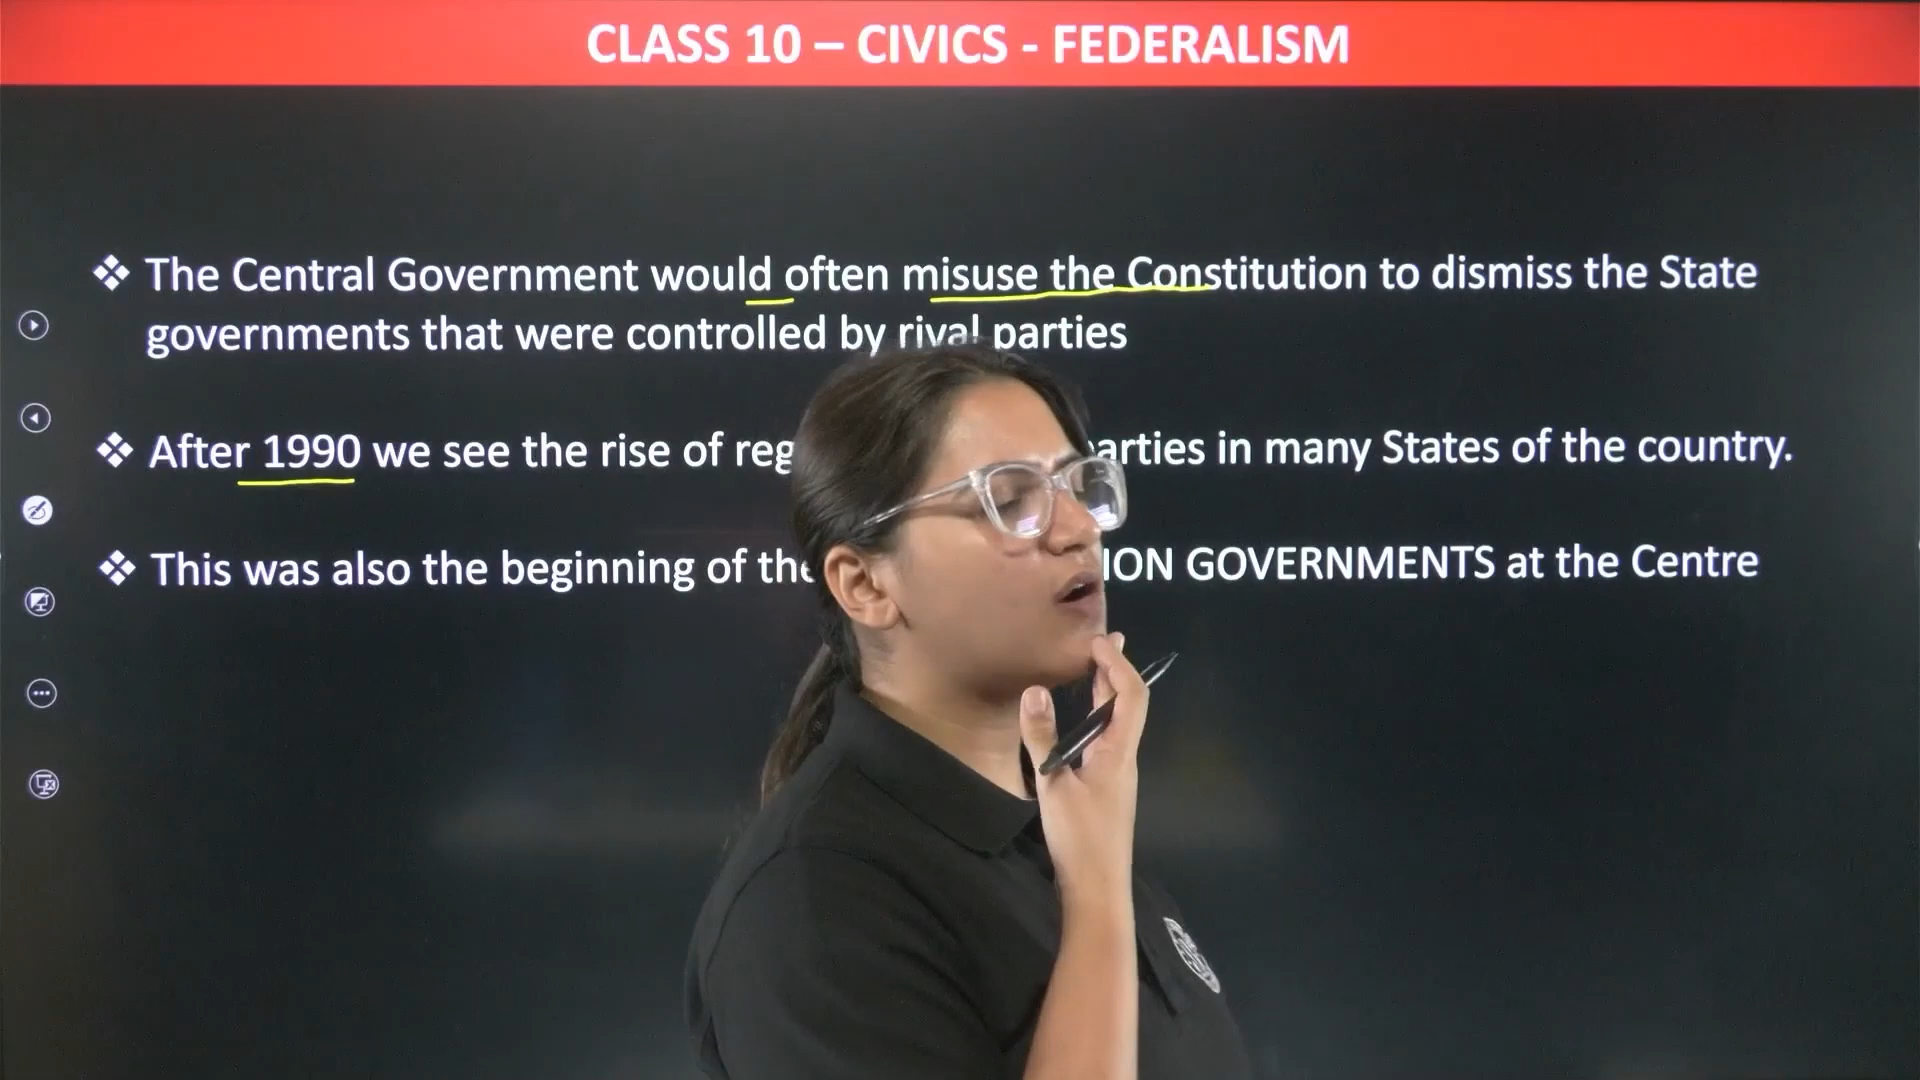 CLASS 10 – CIVICS - FEDERALISM
❖ The Central Government would often misuse the Constitution to dismiss the State
governments that were controlled by rival parties
❖ After 1990 we see the rise of reg arties in many States of the country.
❖ This was also the beginning of the ION GOVERNMENTS at the Centre